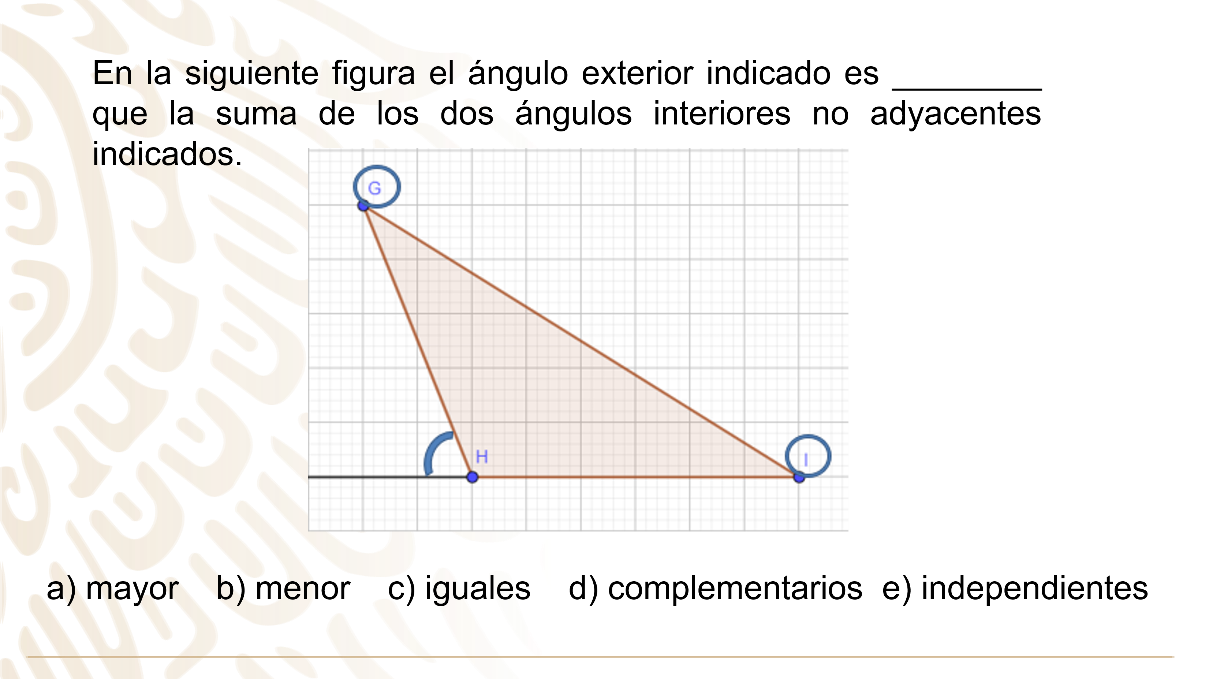 En la siguiente figura el ángulo exterior indicado es _________
que la suma de los dos ángulos interiores no adyacentes
indicados.
G
H
I
a) mayor b) menor c) iguales d) complementarios e) independientes